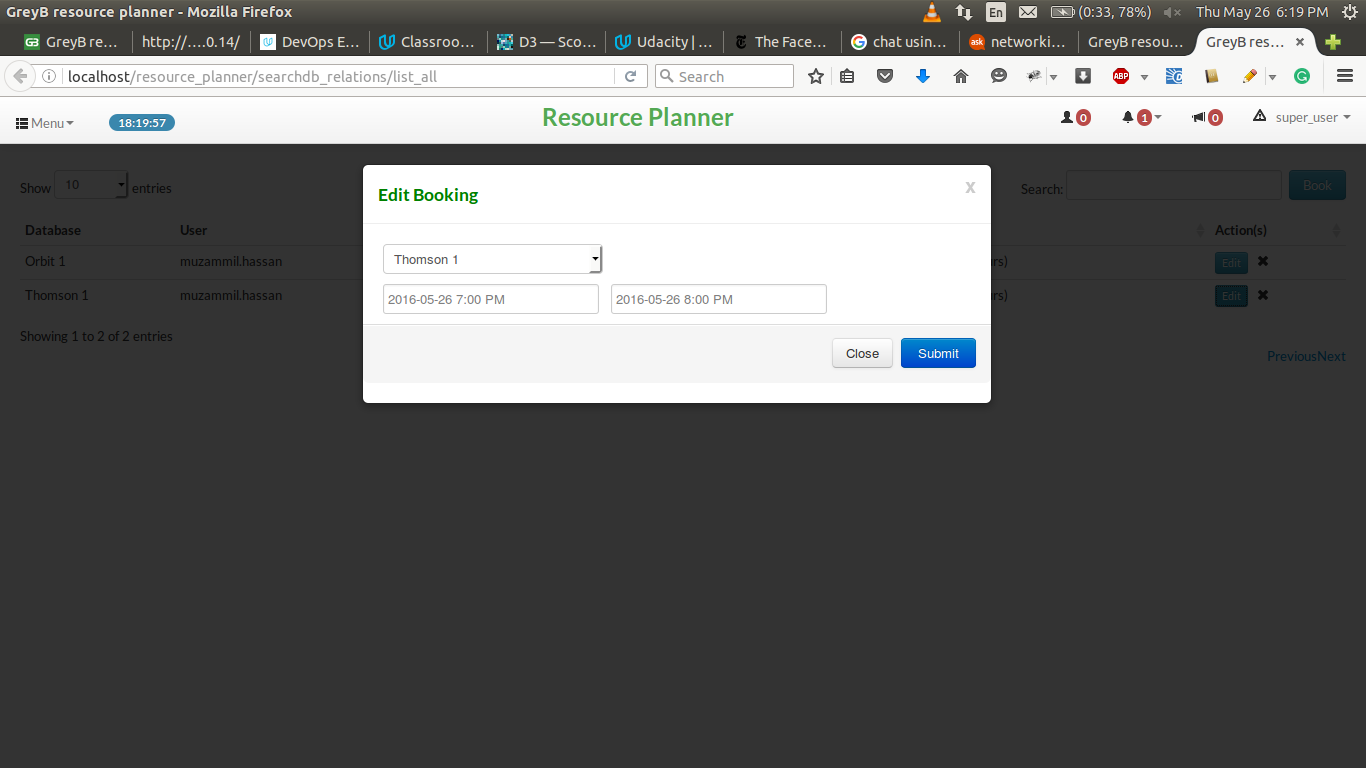 GreyB resource planner - Mozilla Firefox En (0:33, 78%) Thu May 26 6:19 PM
GreyB re... http://....0.14/ DevOps E... Classroo... D3 — Sco... Udacity | ... The Face... chat usin... networki... GreyB resou... GreyB res... ×
localhost/resource_planner/searchdb_relations/list_all Search ABP
Menu 18:19:57 Resource Planner 0 1 0 super_user
Show 10 entries Search: Book
Edit Booking x
Database User Action(s)
Orbit 1 muzammil.hassan rs) Edit
Thomson 1
Thomson 1 muzammil.hassan rs) Edit
2016-05-26 7:00 PM 2016-05-26 8:00 PM
Showing 1 to 2 of 2 entries
Close Submit
PreviousNext